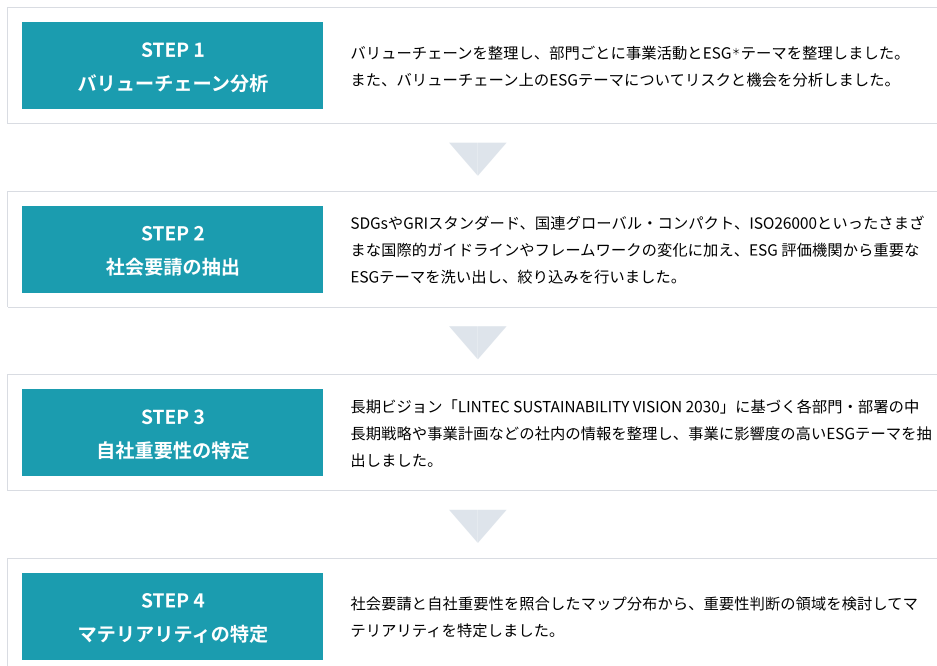 STEP 1
バリューチェーン分析
バリューチェーンを整理し、部門ごとに事業活動とESG*テーマを整理しました。
また、バリューチェーン上のESGテーマについてリスクと機会を分析しました。
STEP 2
社会要請の抽出
SDGsやGRIスタンダード、国連グローバル・コンパクト、ISO26000といったさまざ
まな国際的ガイドラインやフレームワークの変化に加え、ESG 評価機関から重要な
ESGテーマを洗い出し、絞り込みを行いました。
STEP 3
自社重要性の特定
長期ビジョン「LINTEC SUSTAINABILITY VISION 2030」に基づく各部門・部署の中
長期戦略や事業計画などの社内の情報を整理し、事業に影響度の高いESGテーマを抽
出しました。
STEP 4
マテリアリティの特定
社会要請と自社重要性を照合したマップ分布から、重要性判断の領域を検討してマ
テリアリティを特定しました。